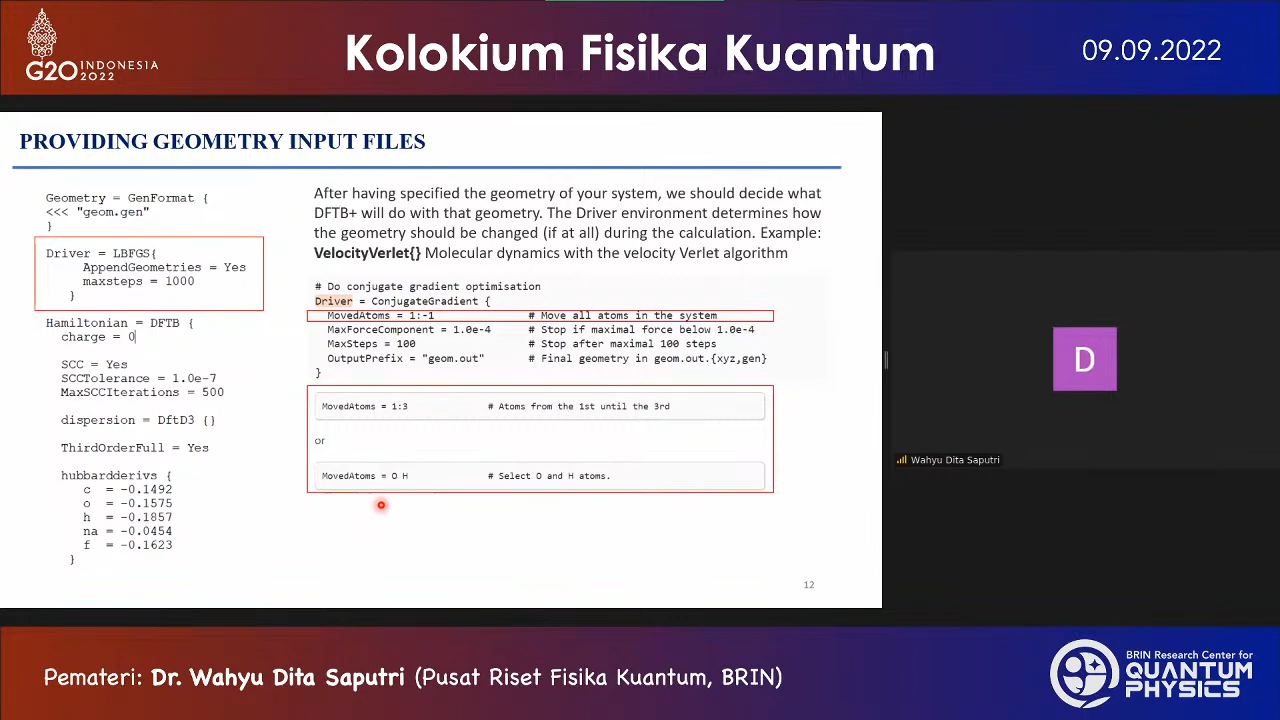 G20 INDONESIA 2022
Kolokium Fisika Kuantum
09.09.2022
PROVIDING GEOMETRY INPUT FILES
Geometry = GenFormat {
<<< "geom.gen"
}
Driver = LBFGS{
AppendGeometries = Yes
maxsteps = 1000
}
Hamiltonian = DFTB {
charge = 0
SCC = Yes
SCCTolerance = 1.0e-7
MaxSCCIterations = 500
dispersion = DftD3 {}
ThirdOrderFull = Yes
hubbardderivs {
c = -0.1492
o = -0.1575
h = -0.1857
na = -0.0454
f = -0.1623
}
After having specified the geometry of your system, we should decide what
DFTB+ will do with that geometry. The Driver environment determines how
the geometry should be changed (if at all) during the calculation. Example:
VelocityVerlet{} Molecular dynamics with the velocity Verlet algorithm
# Do conjugate gradient optimisation
Driver = ConjugateGradient {
MovedAtoms = 1:-1 # Move all atoms in the system
MaxForceComponent = 1.0e-4 # Stop if maximal force below 1.0e-4
MaxSteps = 100 # Stop after maximal 100 steps
OutputPrefix = "geom.out" # Final geometry in geom.out.{xyz,gen}
}
MovedAtoms = 1:3 # Atoms from the 1st until the 3rd
or
MovedAtoms = O H # Select O and H atoms.
12
D
Wahyu Dita Saputri
Pemateri: Dr. Wahyu Dita Saputri (Pusat Riset Fisika Kuantum, BRIN)
BRIN Research Center for
QUANTUM
PHYSICS